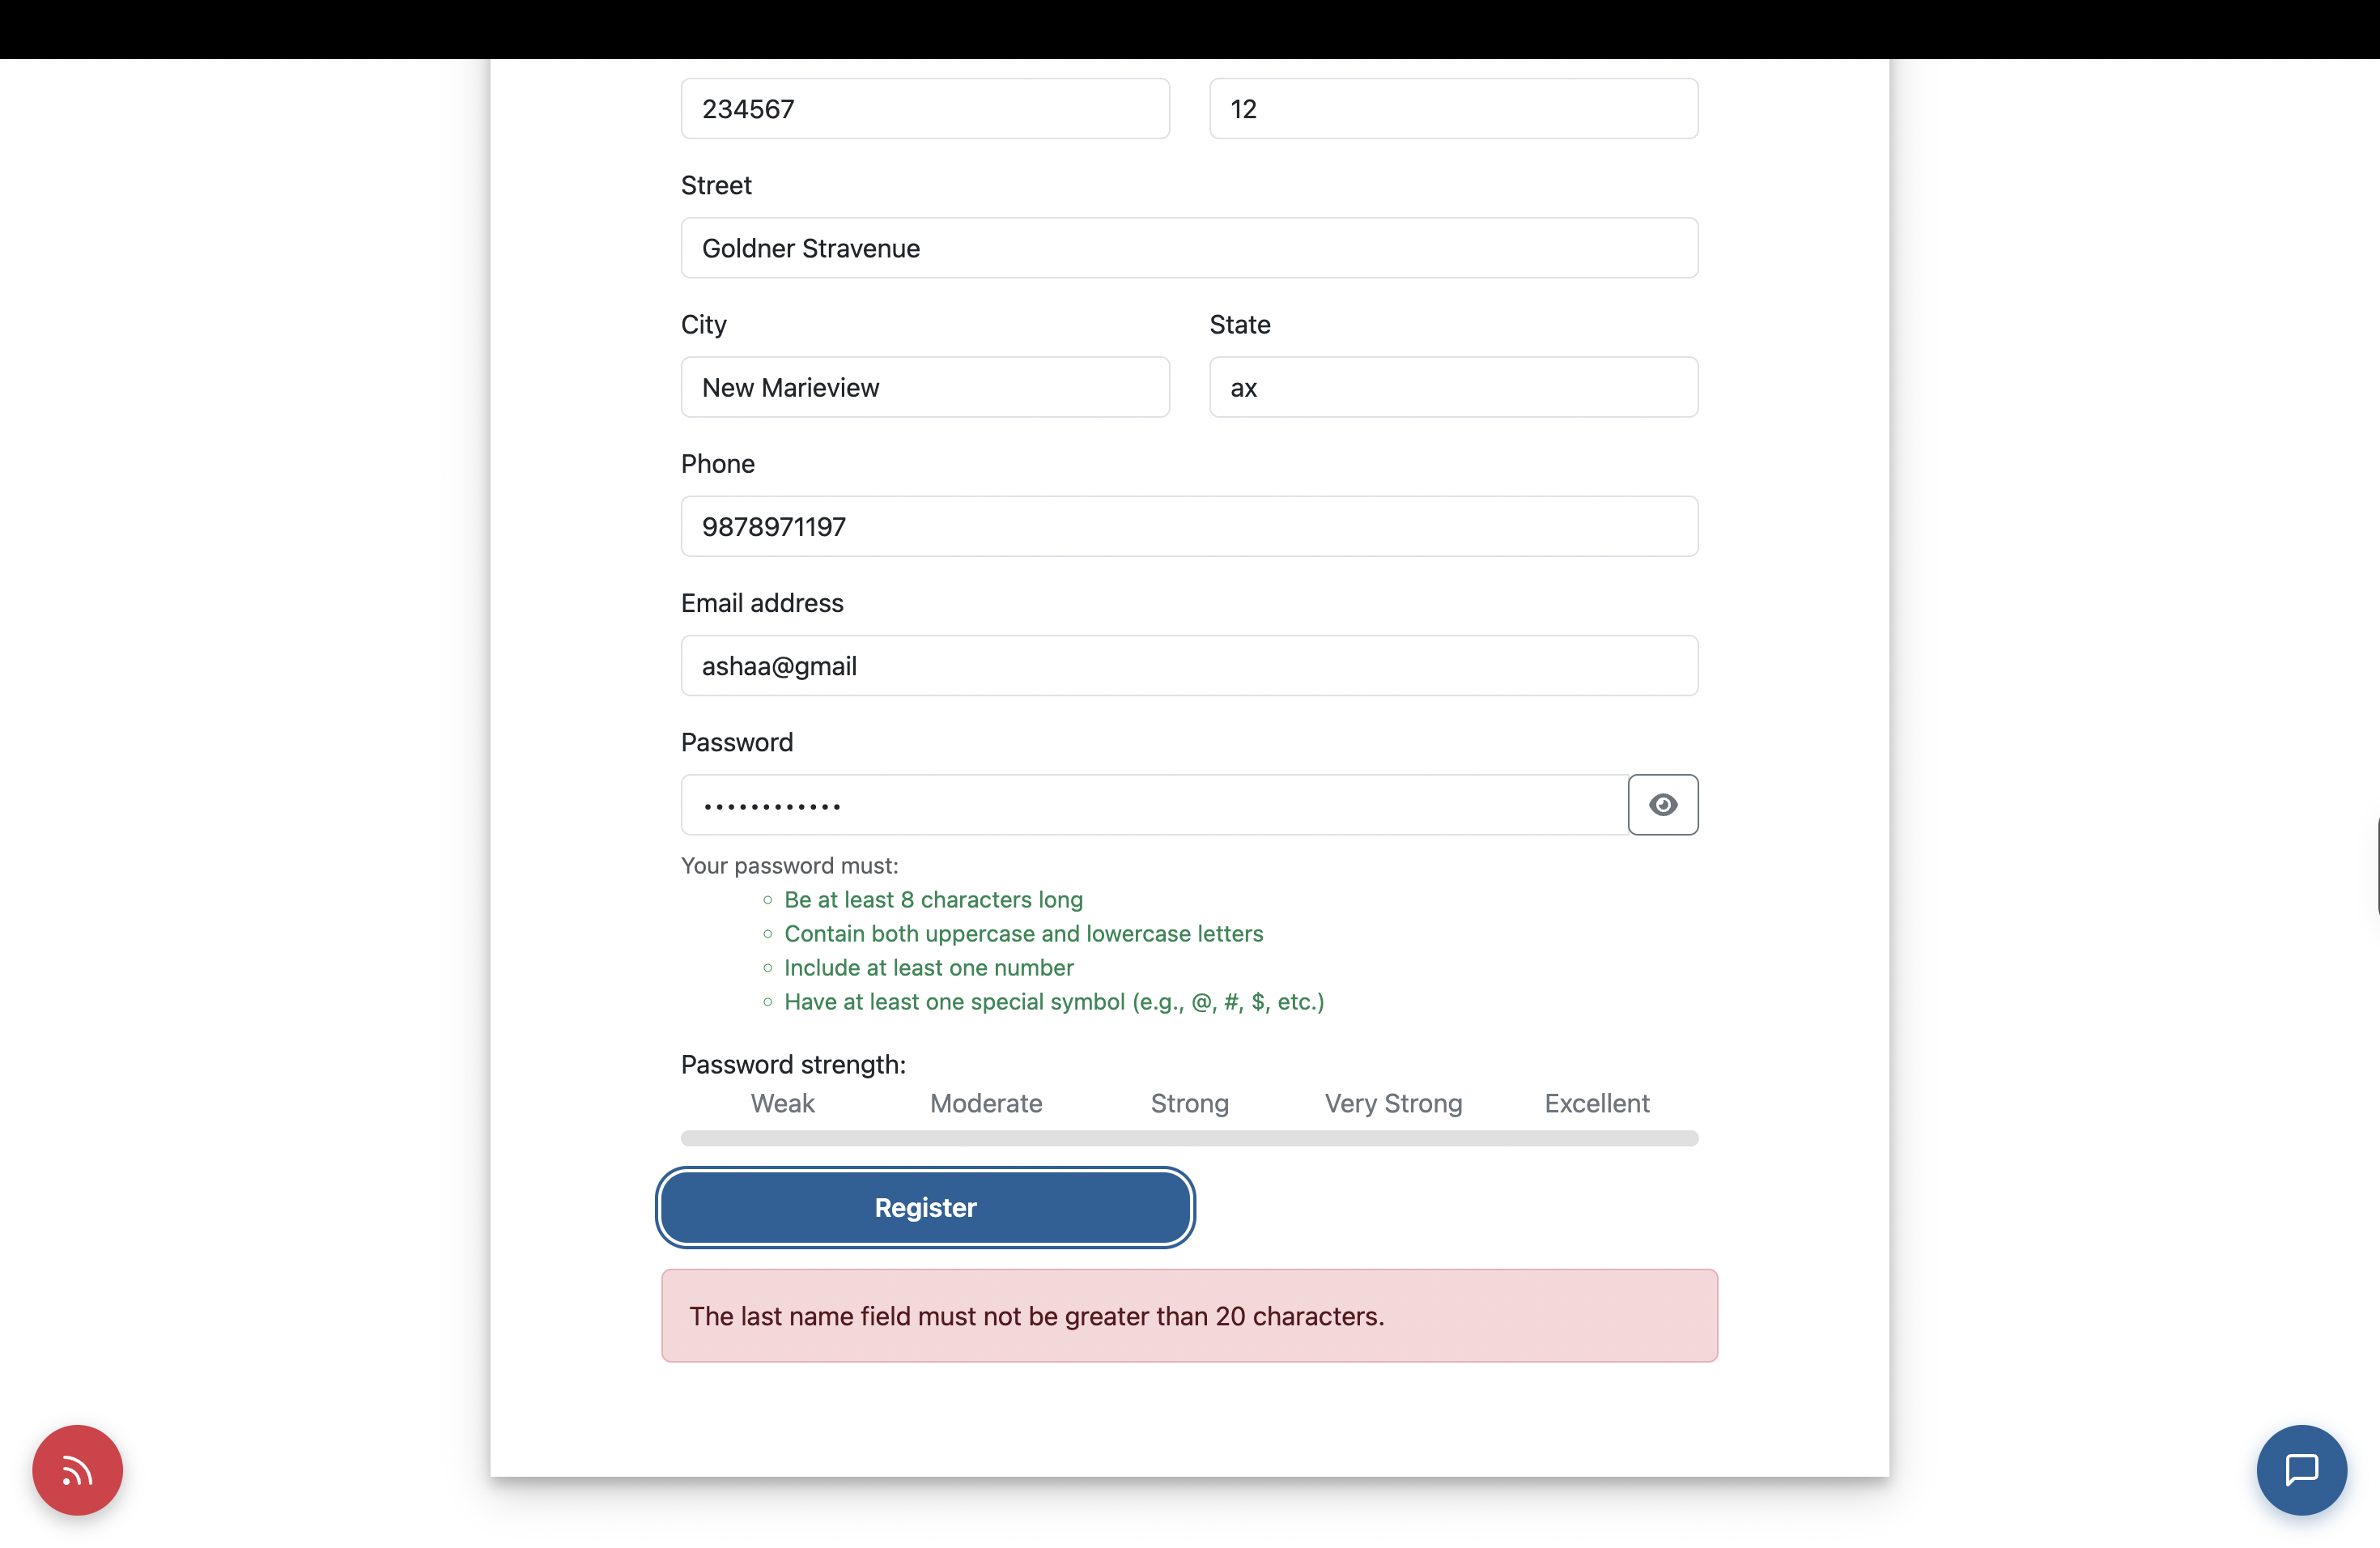 234567 12
Street
Goldner Stravenue
City State
New Marieview ax
Phone
9878971197
Email address
ashaa@gmail
Password
••••••••••••
Your password must:
Be at least 8 characters long
Contain both uppercase and lowercase letters
Include at least one number
Have at least one special symbol (e.g., @, #, $, etc.)
Password strength:
Weak Moderate Strong Very Strong Excellent
Register
The last name field must not be greater than 20 characters.